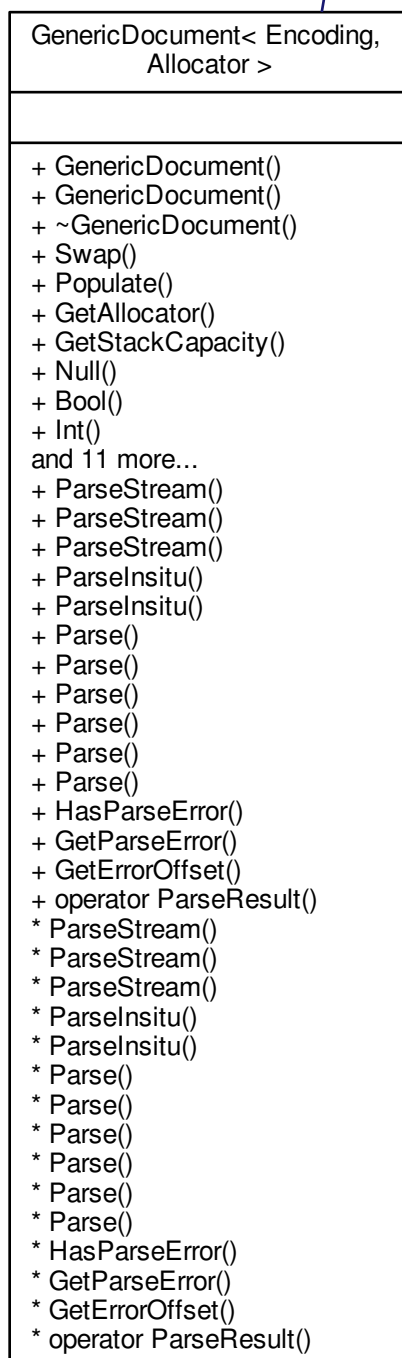 GenericDocument< Encoding,
Allocator >
+ GenericDocument()
+ GenericDocument()
+ ~GenericDocument()
+ Swap()
+ Populate()
+ GetAllocator()
+ GetStackCapacity()
+ Null()
+ Bool()
+ Int()
and 11 more...
+ ParseStream()
+ ParseStream()
+ ParseStream()
+ ParseInsitu()
+ ParseInsitu()
+ Parse()
+ Parse()
+ Parse()
+ Parse()
+ Parse()
+ Parse()
+ HasParseError()
+ GetParseError()
+ GetErrorOffset()
+ operator ParseResult()
* ParseStream()
* ParseStream()
* ParseStream()
* ParseInsitu()
* ParseInsitu()
* Parse()
* Parse()
* Parse()
* Parse()
* Parse()
* Parse()
* HasParseError()
* GetParseError()
* GetErrorOffset()
* operator ParseResult()